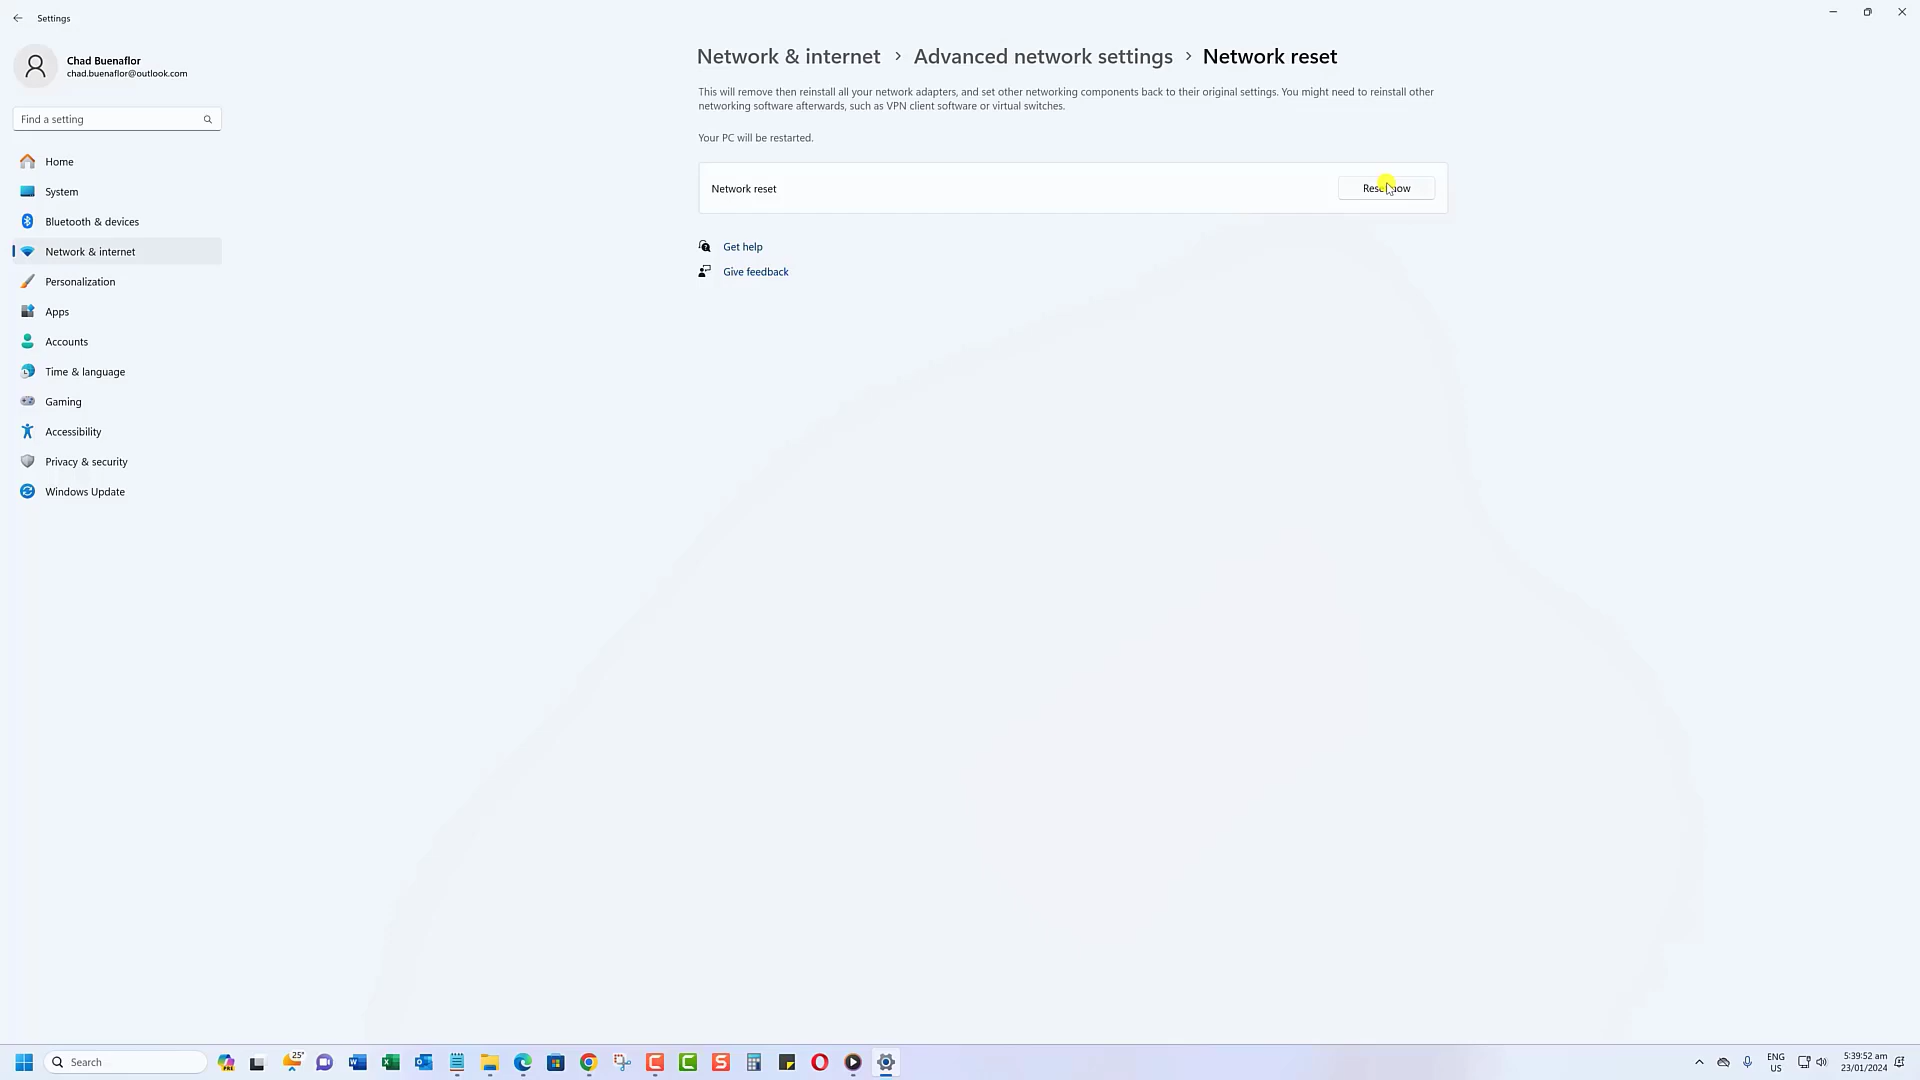 Settings
Chad Buenaflor
chad.buenaflor@outlook.com
Find a setting
Home
System
Bluetooth & devices
Network & internet
Personalization
Apps
Accounts
Time & language
Gaming
Accessibility
Privacy & security
Windows Update
Network & internet > Advanced network settings > Network reset
This will remove then reinstall all your network adapters, and set other networking components back to their original settings. You might need to reinstall other
networking software afterwards, such as VPN client software or virtual switches.
Your PC will be restarted.
Network reset
Reset now
Get help
Give feedback
Search
PRE
25°
ENG
US
5:39:52 am
23/01/2024